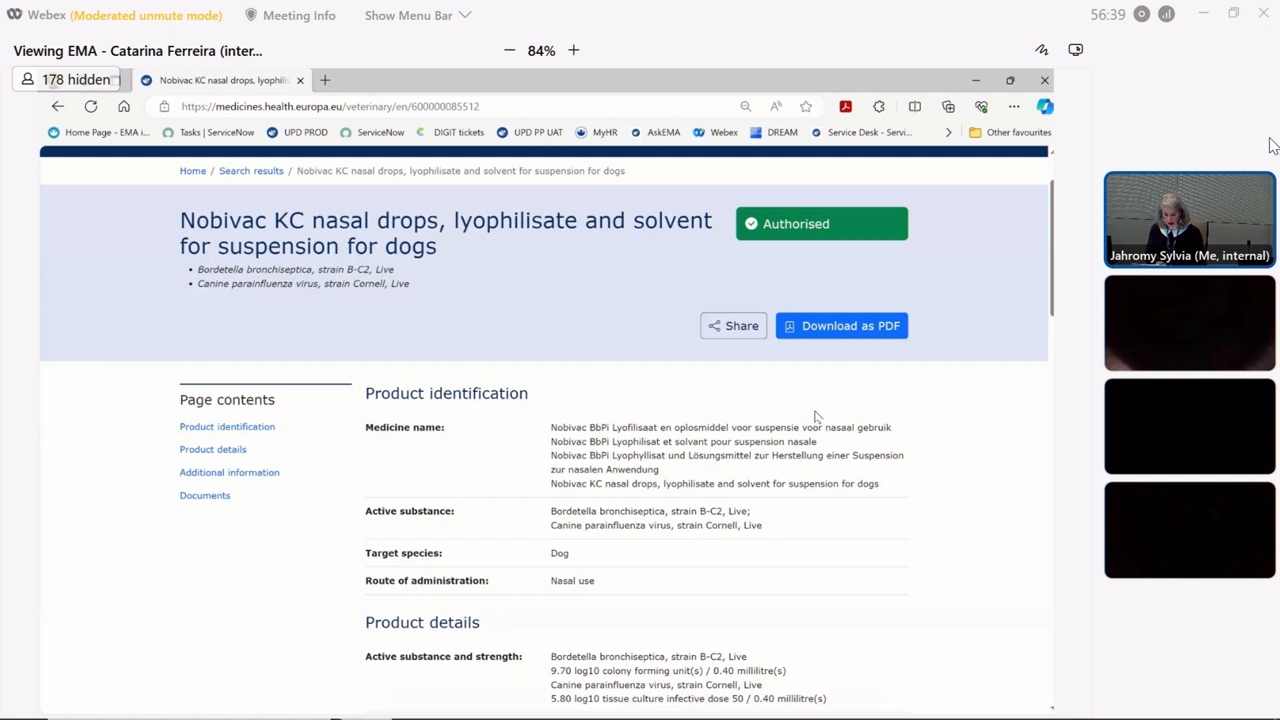 Webex (Moderated unmute mode) Meeting Info Show Menu Bar 56:39
Viewing EMA - Catarina Ferreira (inter... 84%
178 hidden Nobivac KC nasal drops, lyophilis
https://medicines.health.europa.eu/veterinary/en/600000085512
Home Page - EMA i... Tasks | ServiceNow UPD PROD ServiceNow DIGIT tickets UPD PP UAT MyHR AskEMA Webex DREAM Service Desk - Servi... Other favourites
Home / Search results / Nobivac KC nasal drops, lyophilisate and solvent for suspension for dogs
Nobivac KC nasal drops, lyophilisate and solvent
for suspension for dogs
Authorised
• Bordetella bronchiseptica, strain B-C2, Live
• Canine parainfluenza virus, strain Cornell, Live
Share Download as PDF
Page contents
Product identification
Product details
Additional information
Documents
Product identification
Medicine name: Nobivac BbPi Lyofilisaat en oplosmiddel voor suspensie voor nasaal gebruik
Nobivac BbPi Lyophilisat et solvant pour suspension nasale
Nobivac BbPi Lyophyllisat und Lösungsmittel zur Herstellung einer Suspension
zur nasalen Anwendung
Nobivac KC nasal drops, lyophilisate and solvent for suspension for dogs
Active substance: Bordetella bronchiseptica, strain B-C2, Live;
Canine parainfluenza virus, strain Cornell, Live
Target species: Dog
Route of administration: Nasal use
Product details
Active substance and strength: Bordetella bronchiseptica, strain B-C2, Live
9.70 log10 colony forming unit(s) / 0.40 millilitre(s)
Canine parainfluenza virus, strain Cornell, Live
5.80 log10 tissue culture infective dose 50 / 0.40 millilitre(s)
Jahromy Sylvia (Me, internal)